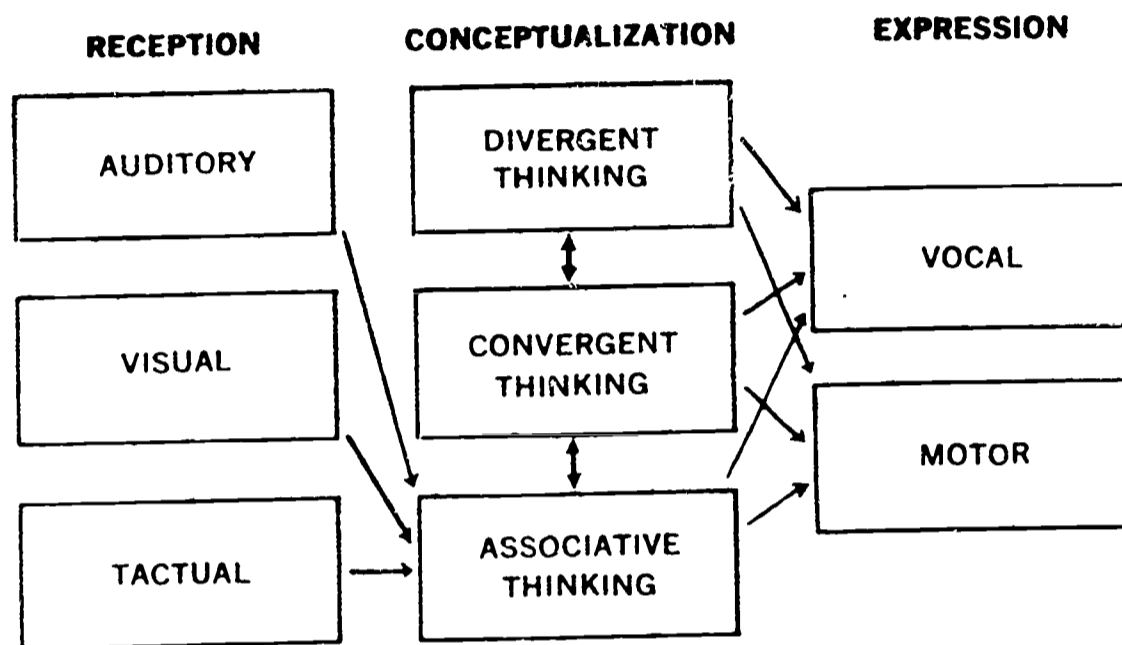 RECEPTION
CONCEPTUALIZATION
EXPRESSION
AUDITORY
DIVERGENT
THINKING
VOCAL
VISUAL
CONVERGENT
THINKING
MOTOR
TACTUAL
ASSOCIATIVE
THINKING